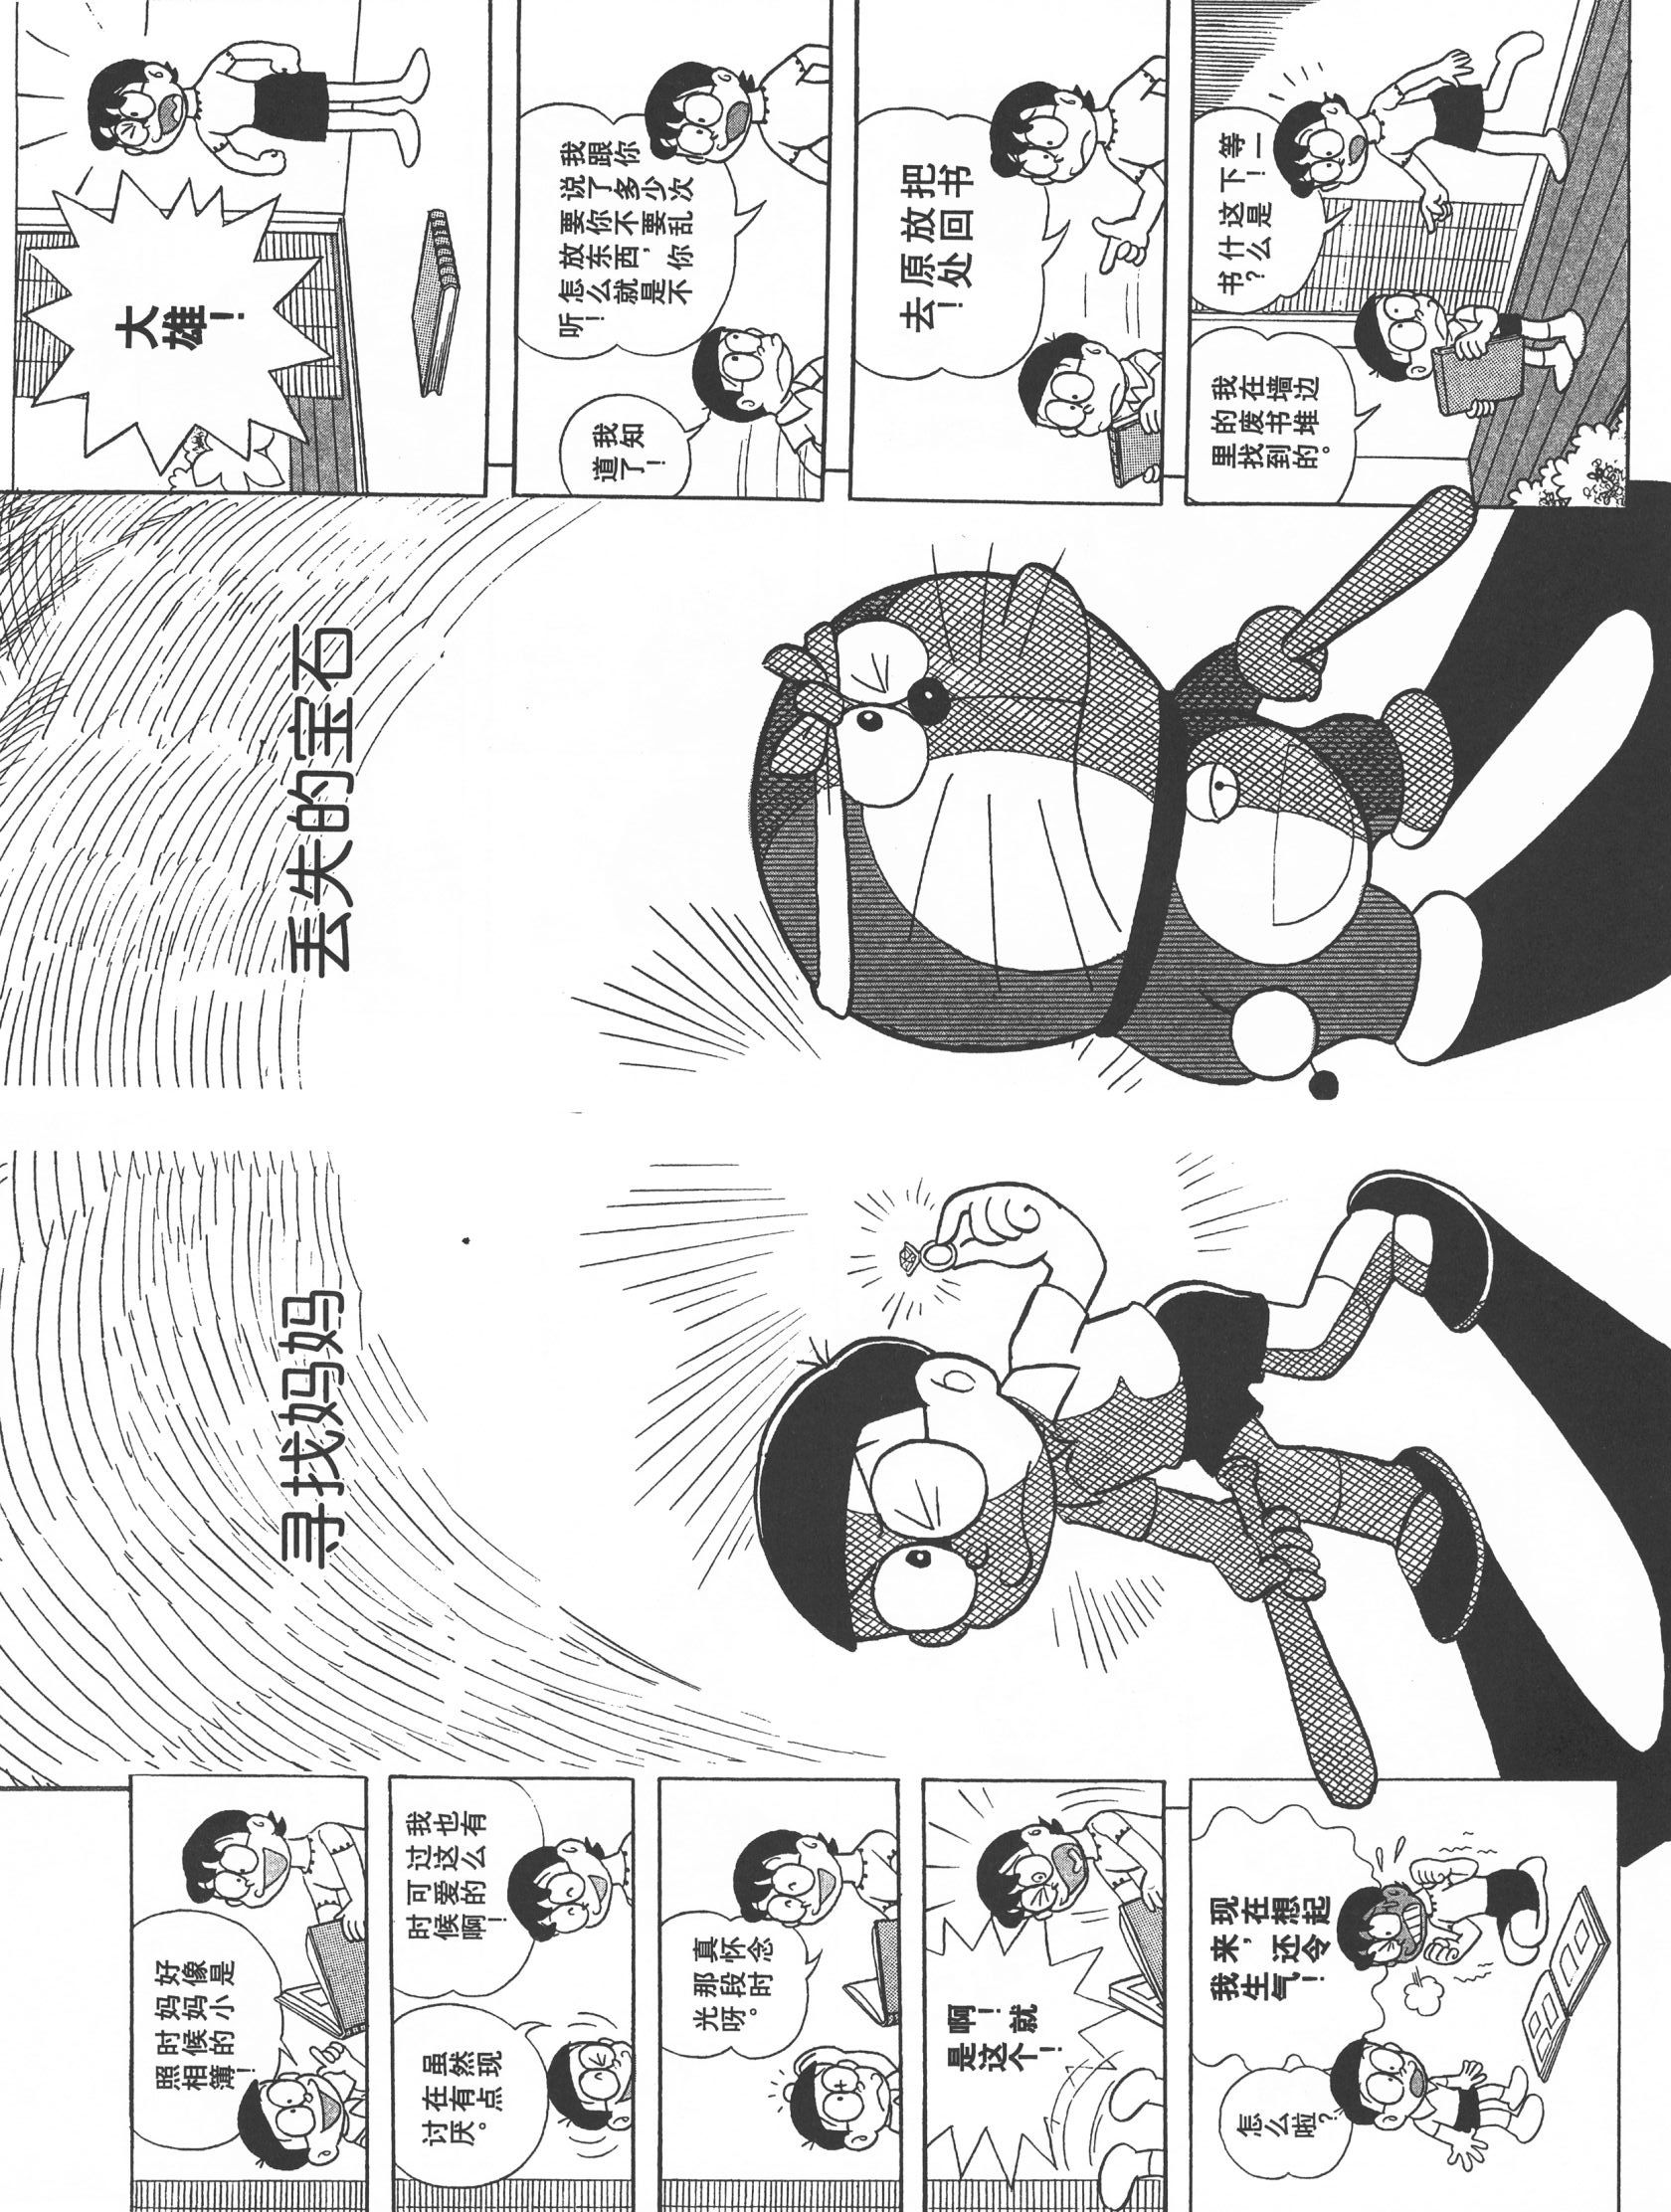 寻找妈妈
丢失的宝石
大
雄！
我跟你
说了多少次
要你不要乱
放东西，你
怎么就是不
听！
我知
道了！
把书
放回
原处
去！
等一
下！
这是
什么
书？
我在墙边
的废书堆
里找到的。
好像是
妈妈小
时候的
照相簿！
我也有
过这么
可爱的
时候啊！
虽然现
在有点
讨厌。
真怀念
那段时
光呀。
啊！就
是这个！
现在想起
来，还令
我生气！
怎么
啦？